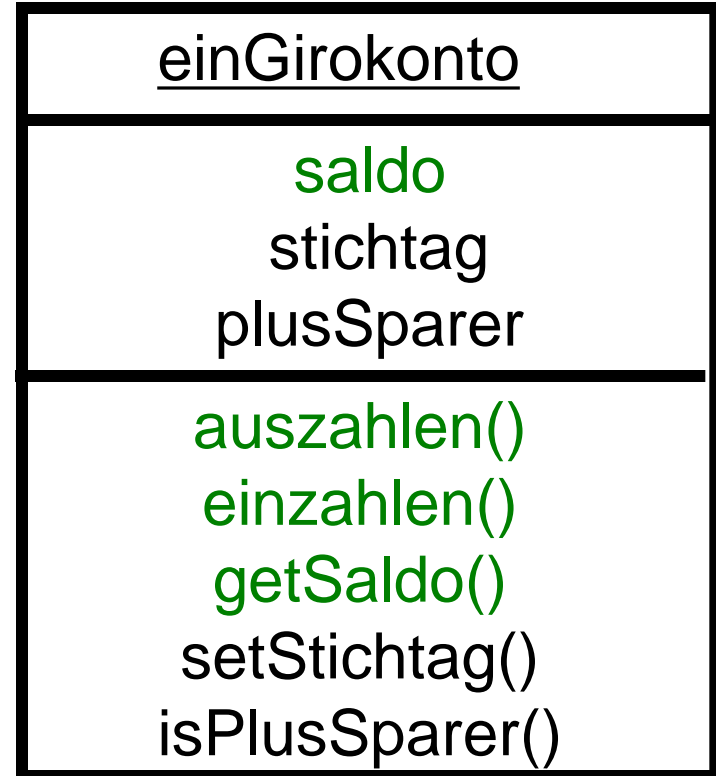 einGirokonto
saldo
stichtag
plusSparer
auszahlen()
einzahlen()
getSaldo()
setStichtag()
isPlusSparer()